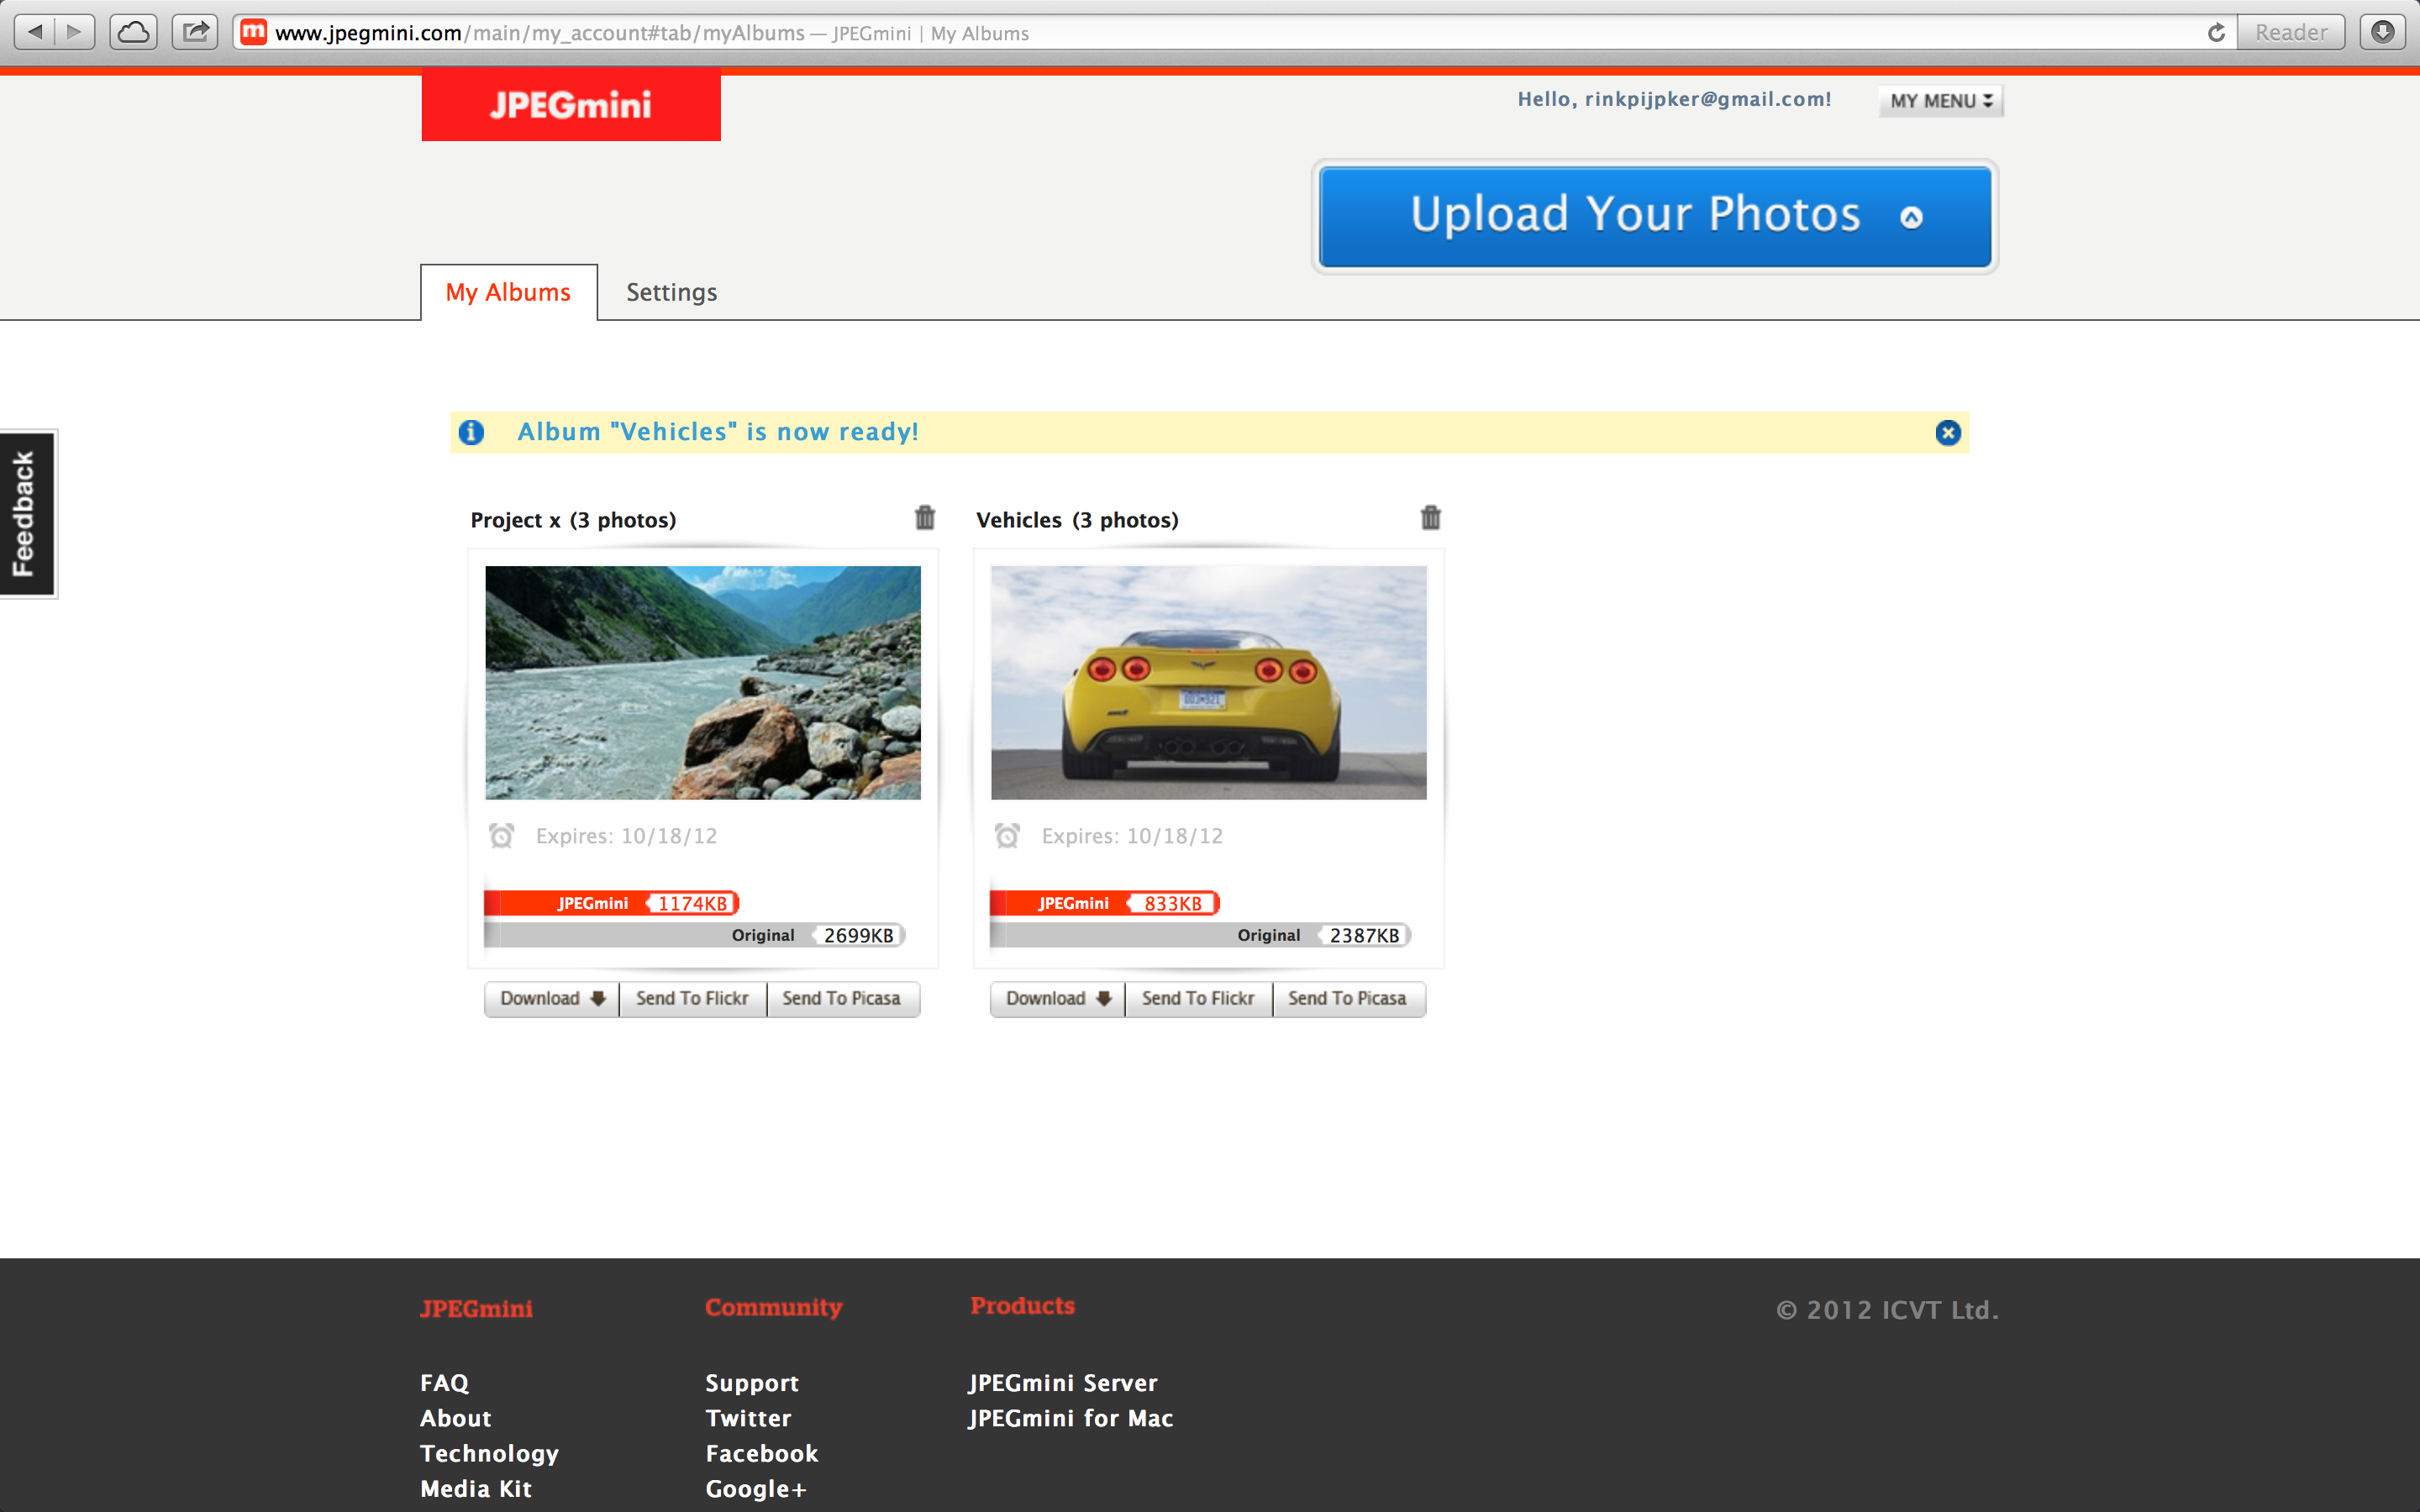 www.jpegmini.com/main/my_account#tab/myAlbums — JPEGmini | My Albums
Reader
JPEGmini
Hello, rinkpijpker@gmail.com!
MY MENU
Upload Your Photos
My Albums
Settings
Feedback
Album "Vehicles" is now ready!
Project x (3 photos)
Vehicles (3 photos)
Expires: 10/18/12
Expires: 10/18/12
JPEGmini 1174KB
Original 2699KB
JPEGmini 833KB
Original 2387KB
Download
Send To Flickr
Send To Picasa
Download
Send To Flickr
Send To Picasa
JPEGmini
Community
Products
© 2012 ICVT Ltd.
FAQ
Support
JPEGmini Server
About
Twitter
JPEGmini for Mac
Technology
Facebook
Media Kit
Google+